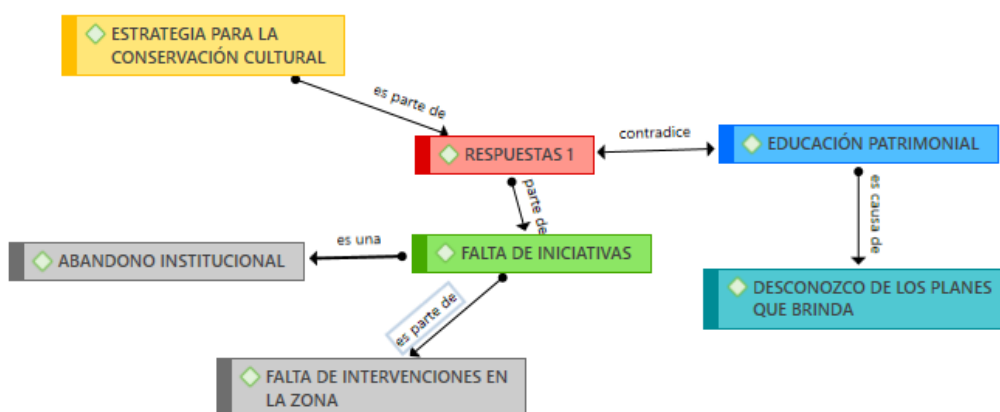 ESTRATEGIA PARA LA
CONSERVACIÓN CULTURAL
es parte de
RESPUESTAS 1
contradice
EDUCACIÓN PATRIMONIAL
parte de
es causa de
ABANDONO INSTITUCIONAL
es una
FALTA DE INICIATIVAS
DESCONOZCO DE LOS PLANES
QUE BRINDA
es parte de
FALTA DE INTERVENCIONES EN
LA ZONA